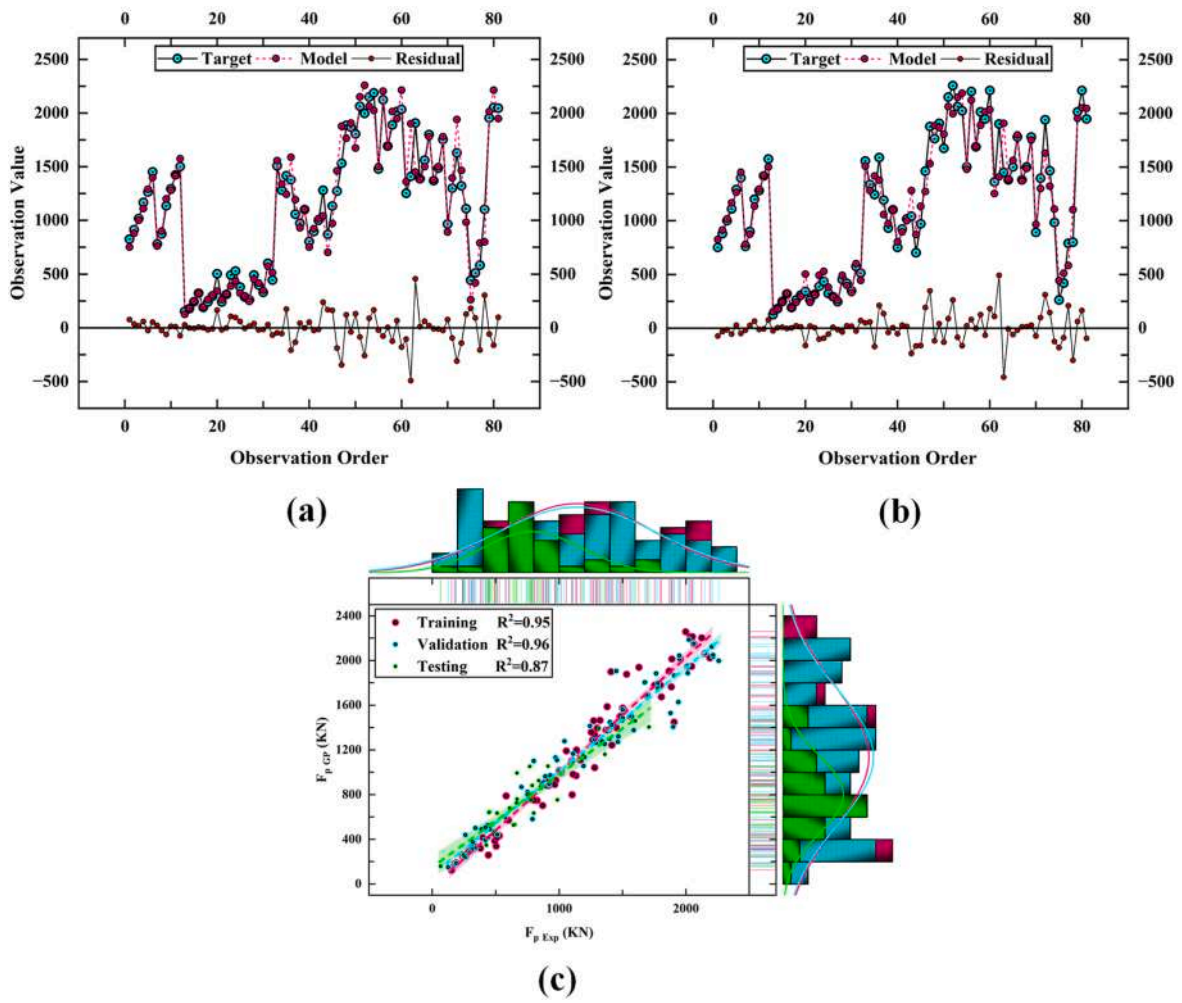 0 20 40 60 80
0 20 40 60 80
Target Model Residual
Target Model Residual
2500
2000
1500
1000
500
0
−500
2500
2000
1500
1000
500
0
−500
2500
2000
1500
1000
500
0
−500
2500
2000
1500
1000
500
0
−500
Observation Value
Observation Value
0 20 40 60 80
0 20 40 60 80
Observation Order
Observation Order
(a)
(b)
Training R²=0.95
Validation R²=0.96
Testing R²=0.87
2400
2000
1600
1200
800
400
0
F_p GP (KN)
0 1000 2000
F_p Exp (KN)
(c)